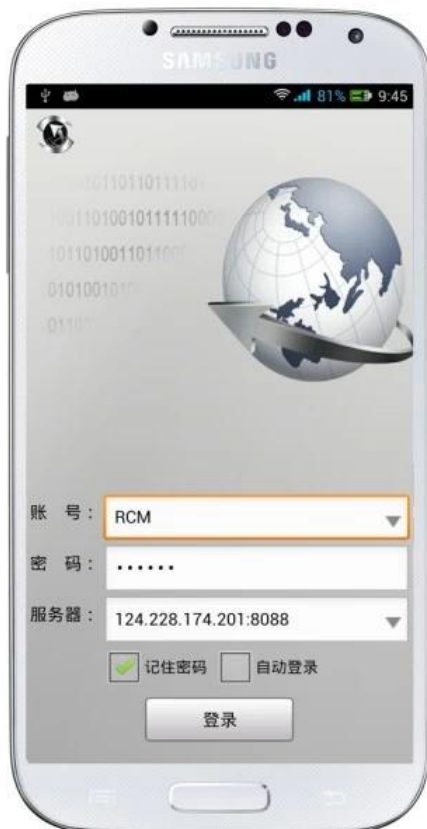 SAMSUNG
81% 9:45
账 号：
RCM
密 码：
••••••
服务器：
124.228.174.201:8088
记住密码 自动登录
登录